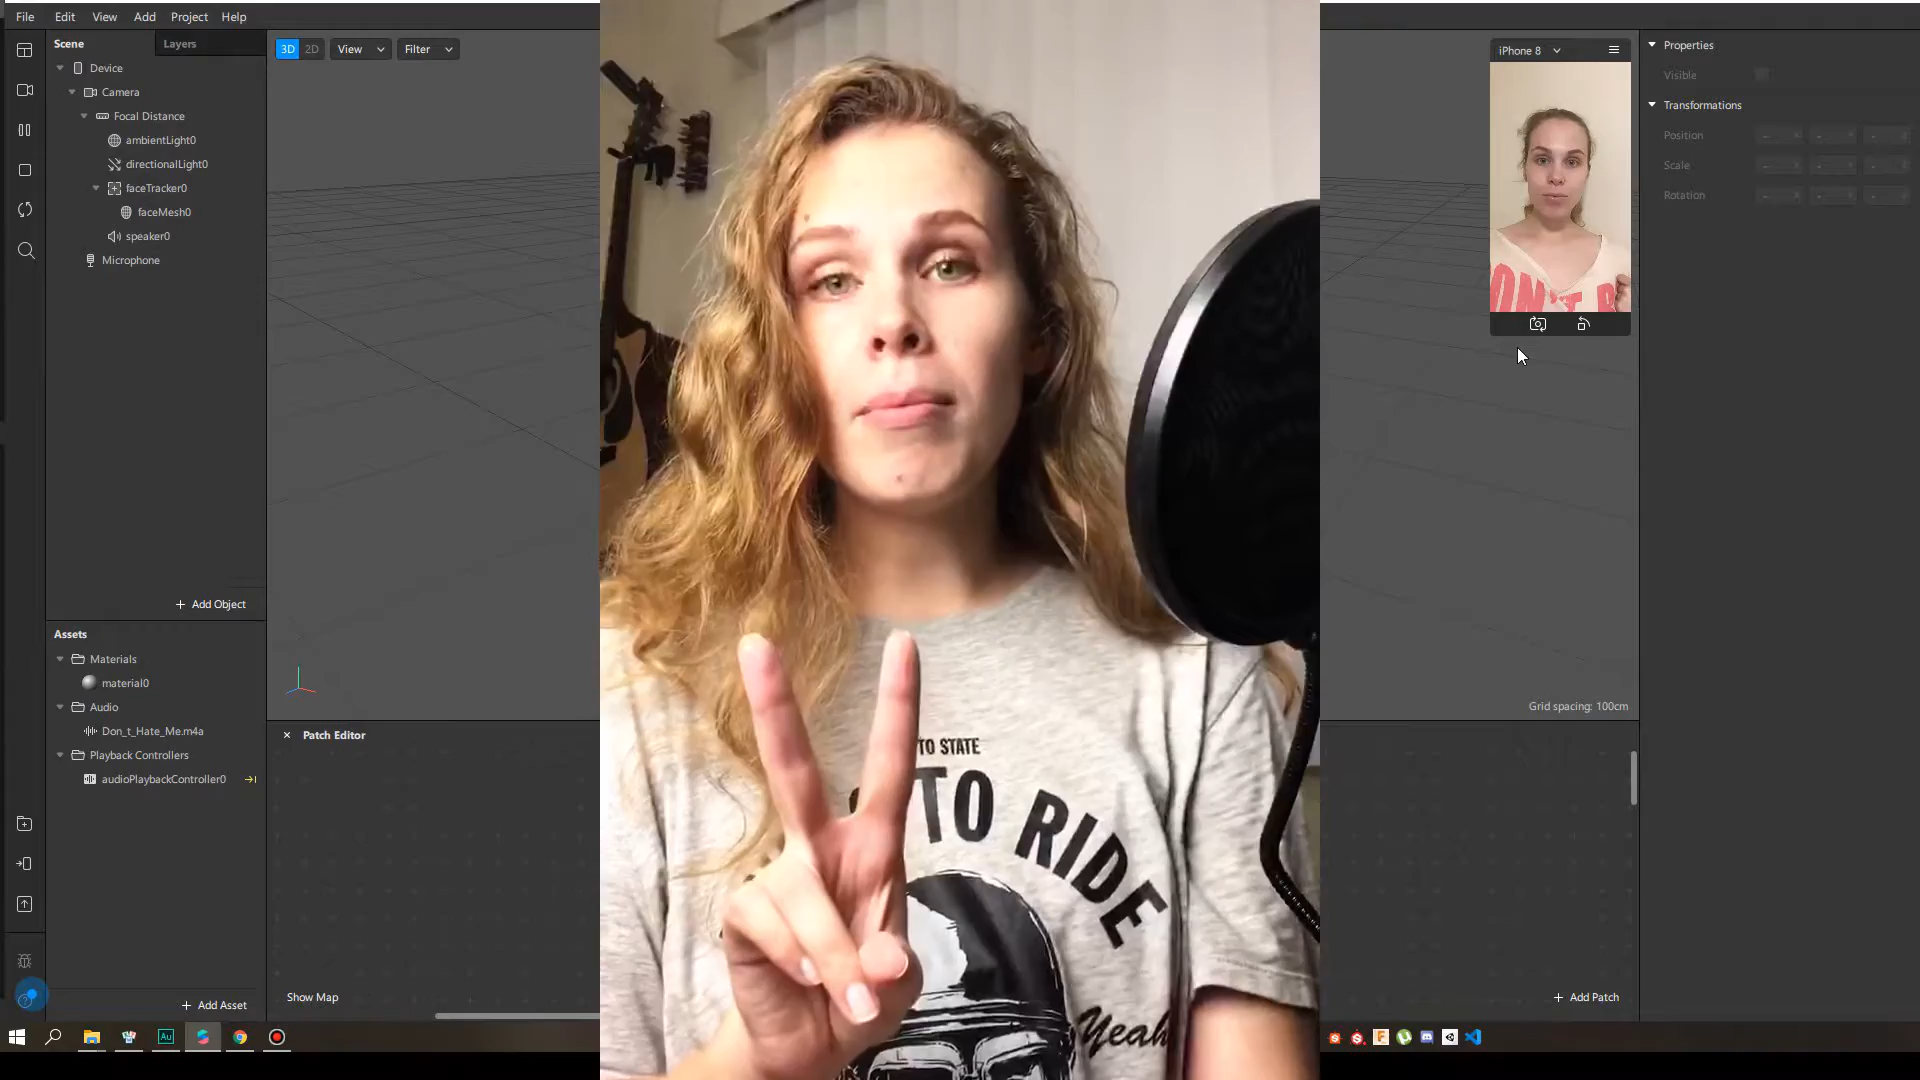 File Edit View Add Project Help
Scene Layers
3D 2D View Filter
iPhone 8
Properties
Visible
Transformations
Position
Scale
Rotation
Device
Camera
Focal Distance
ambientLight0
directionalLight0
faceTracker0
faceMesh0
speaker0
Microphone
+ Add Object
Assets
Materials
material0
Audio
Don_t_Hate_Me.m4a
Playback Controllers
audioPlaybackController0
+ Add Asset
Grid spacing: 100cm
× Patch Editor
Show Map
+ Add Patch
TO STATE
TO RIDE
Yeah
Au